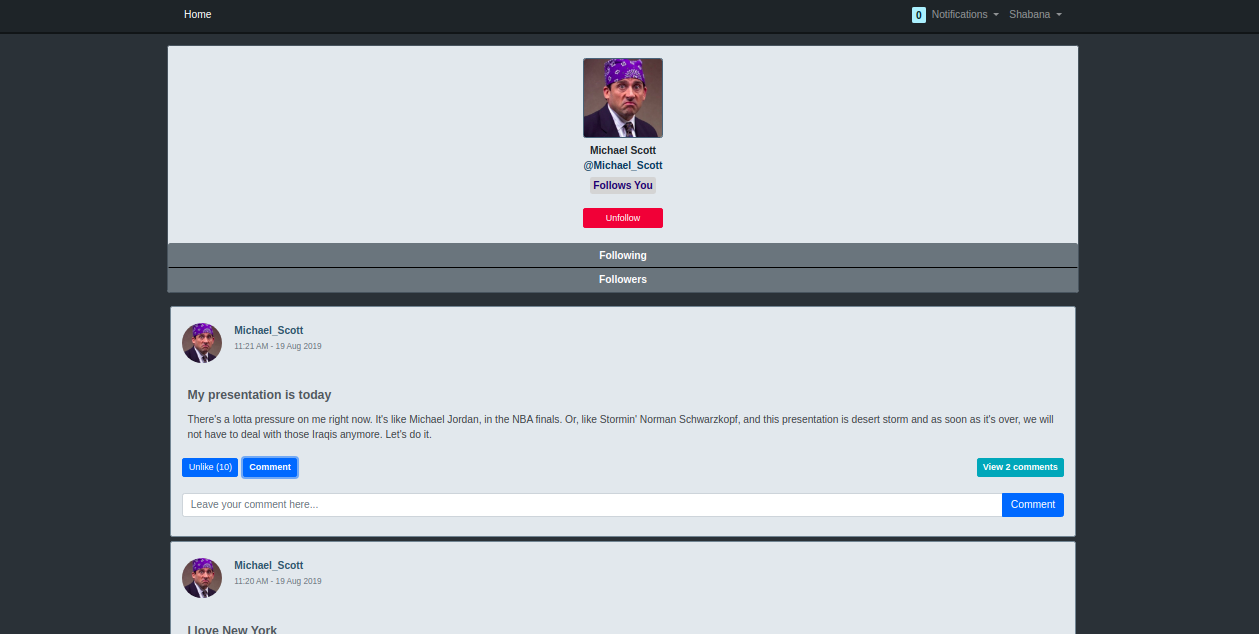 Home
0 Notifications Shabana
Michael Scott
@Michael_Scott
Follows You
Unfollow
Following
Followers
Michael_Scott
11:21 AM - 19 Aug 2019
My presentation is today
There's a lotta pressure on me right now. It's like Michael Jordan, in the NBA finals. Or, like Stormin' Norman Schwarzkopf, and this presentation is desert storm and as soon as it's over, we will
not have to deal with those Iraqis anymore. Let's do it.
Unlike (10) Comment View 2 comments
Leave your comment here... Comment
Michael_Scott
11:20 AM - 19 Aug 2019
I love New York